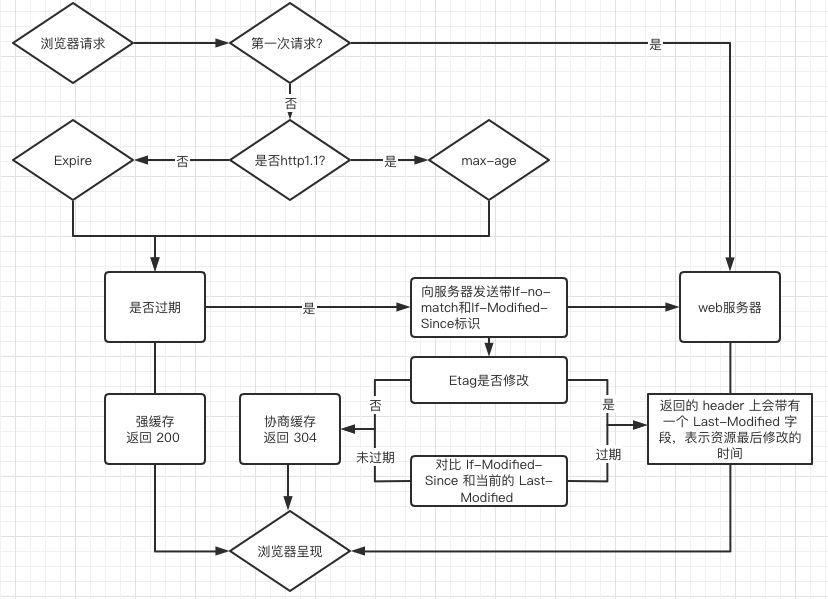 浏览器请求
第一次请求?
是
否
Expire
否
是否http1.1?
是
max-age
是否过期
是
向服务器发送带If-no-
match和If-Modified-
Since标识
web服务器
Etag是否修改
否
是
强缓存
返回 200
协商缓存
返回 304
返回的 header 上会带有
一个 Last-Modified 字
段，表示资源最后修改的
时间
未过期
过期
对比 If-Modified-
Since 和当前的 Last-
Modified
浏览器呈现